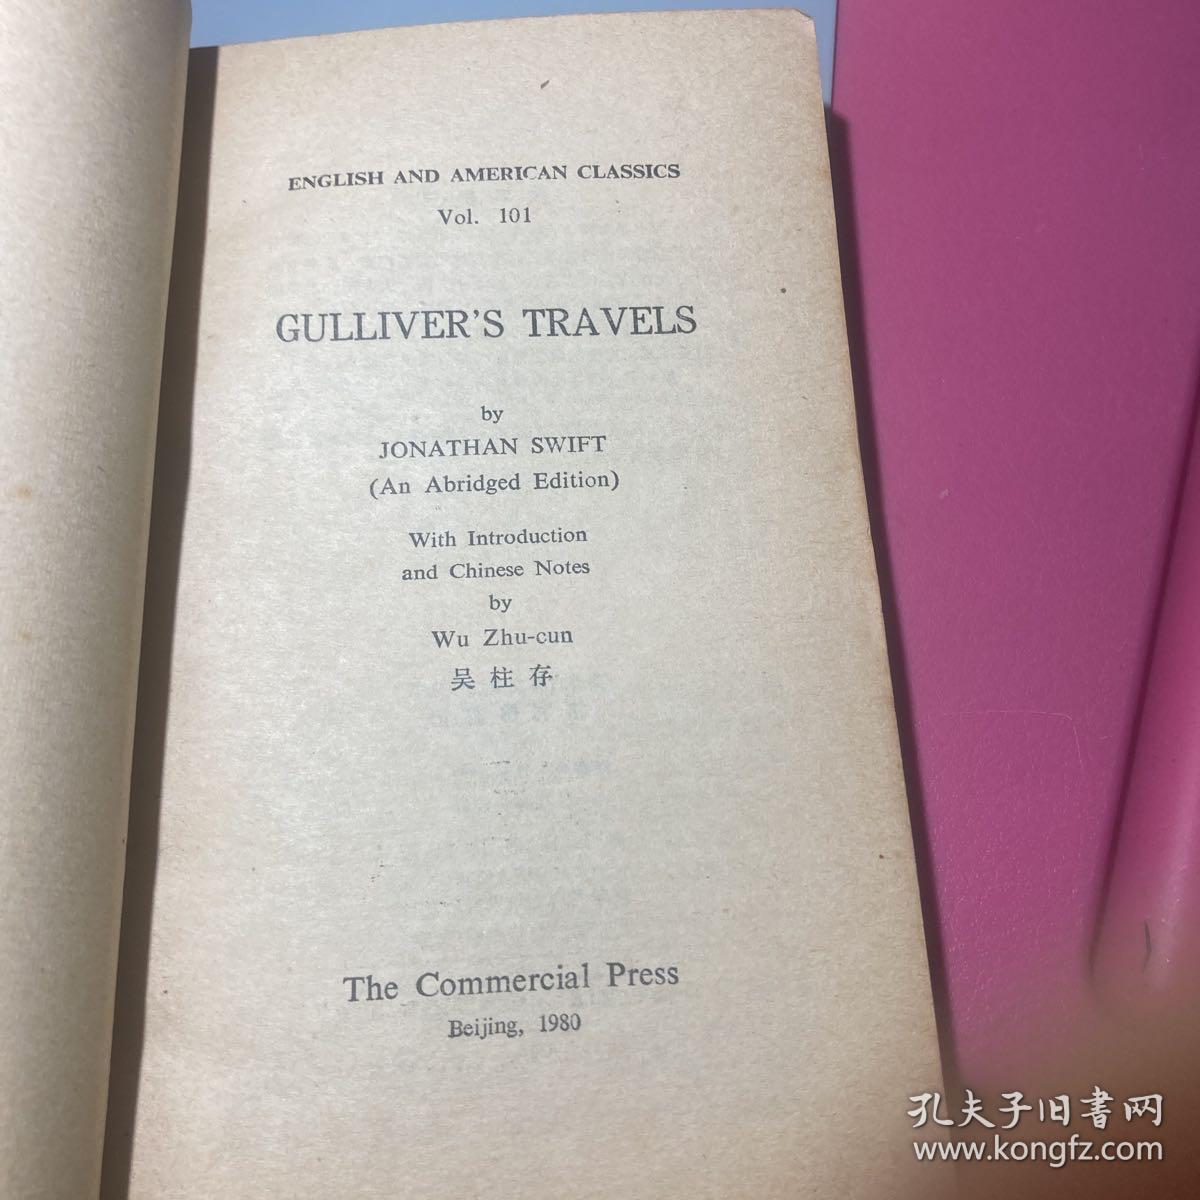 ENGLISH AND AMERICAN CLASSICS
Vol. 101
GULLIVER'S TRAVELS
by
JONATHAN SWIFT
(An Abridged Edition)
With Introduction
and Chinese Notes
by
Wu Zhu-cun
吴柱存
The Commercial Press
Beijing, 1980
孔夫子旧书网
www.kongfz.com